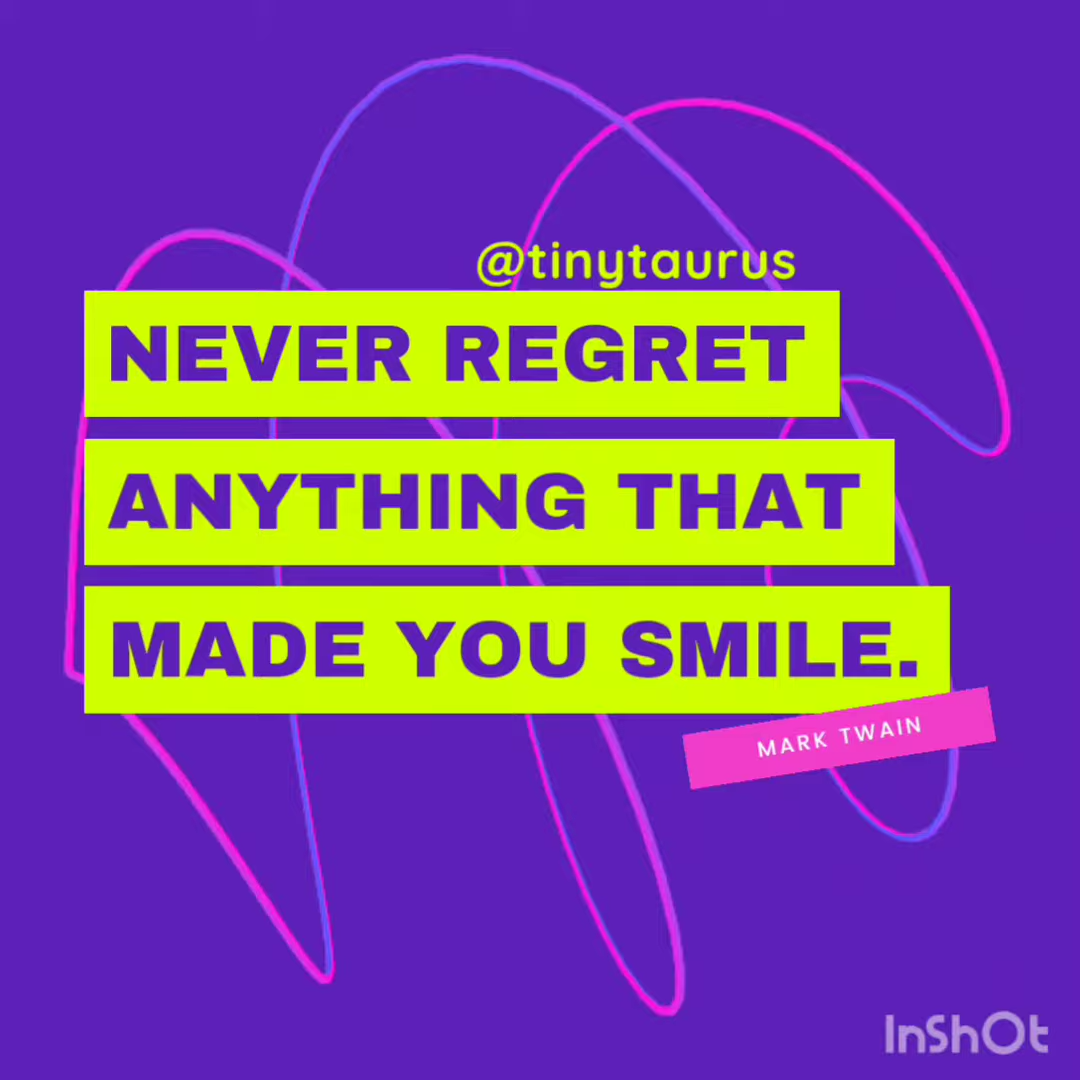 @tinytaurus
NEVER REGRET
ANYTHING THAT
MADE YOU SMILE.
MARK TWAIN
InShOt